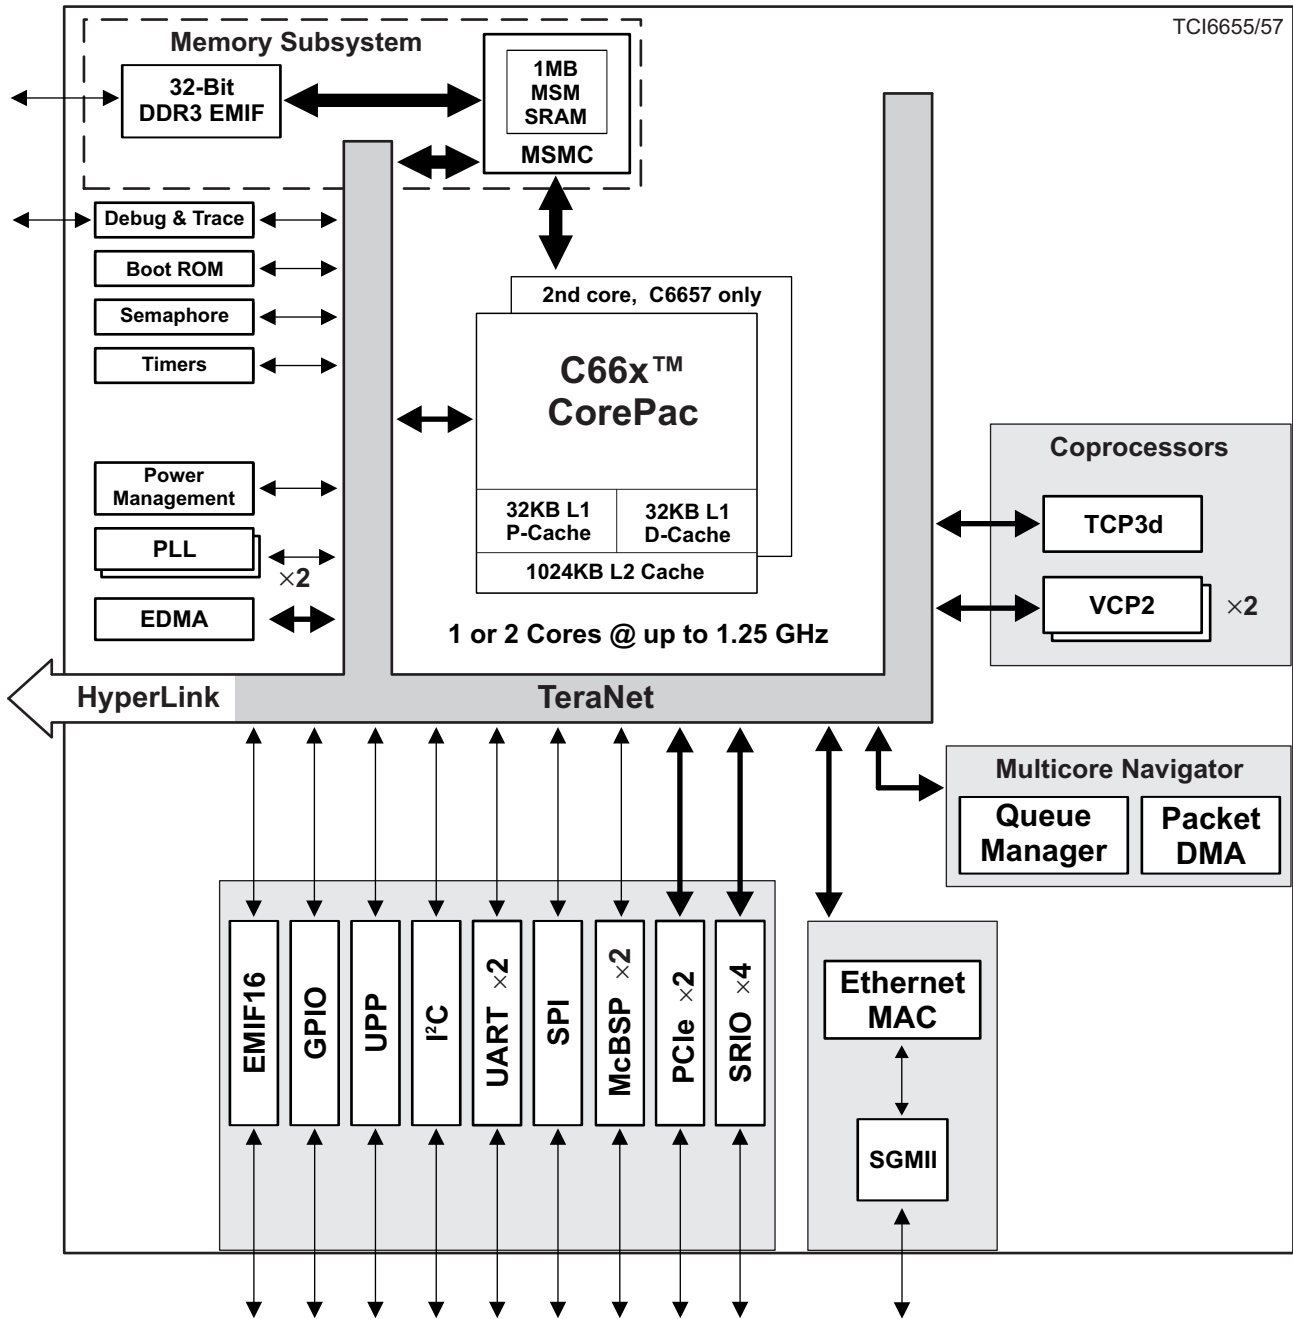 TCI6655/57
Memory Subsystem
32-Bit
DDR3 EMIF
1MB
MSM
SRAM
MSMC
Debug & Trace
Boot ROM
Semaphore
Timers
2nd core, C6657 only
C66x™
CorePac
32KB L1
P-Cache
32KB L1
D-Cache
1024KB L2 Cache
1 or 2 Cores @ up to 1.25 GHz
Power
Management
PLL
×2
EDMA
Coprocessors
TCP3d
VCP2
×2
HyperLink
TeraNet
Multicore Navigator
Queue
Manager
Packet
DMA
EMIF16
GPIO
UPP
I²C
UART ×2
SPI
McBSP ×2
PCIe ×2
SRIO ×4
Ethernet
MAC
SGMII